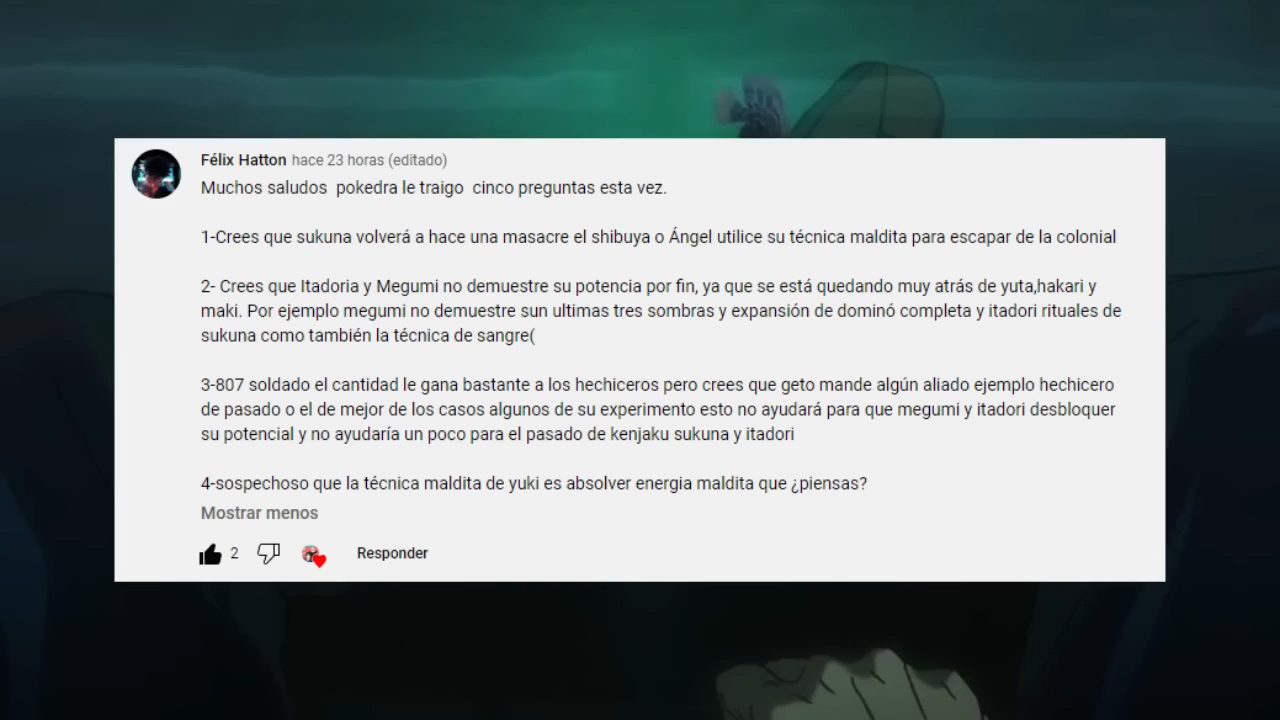 Félix Hatton hace 23 horas (editado)
Muchos saludos pokedra le traigo cinco preguntas esta vez.
1-Crees que sukuna volverá a hace una masacre el shibuya o Ángel utilice su técnica maldita para escapar de la colonial
2- Crees que Itadoria y Megumi no demuestre su potencia por fin, ya que se está quedando muy atrás de yuta,hakari y
maki. Por ejemplo megumi no demuestre sun ultimas tres sombras y expansión de dominó completa y itadori rituales de
sukuna como también la técnica de sangre(
3-807 soldado el cantidad le gana bastante a los hechiceros pero crees que geto mande algún aliado ejemplo hechicero
de pasado o el de mejor de los casos algunos de su experimento esto no ayudará para que megumi y itadori desbloquer
su potencial y no ayudaría un poco para el pasado de kenjaku sukuna y itadori
4-sospechoso que la técnica maldita de yuki es absolver energia maldita que ¿piensas?
Mostrar menos
2
Responder